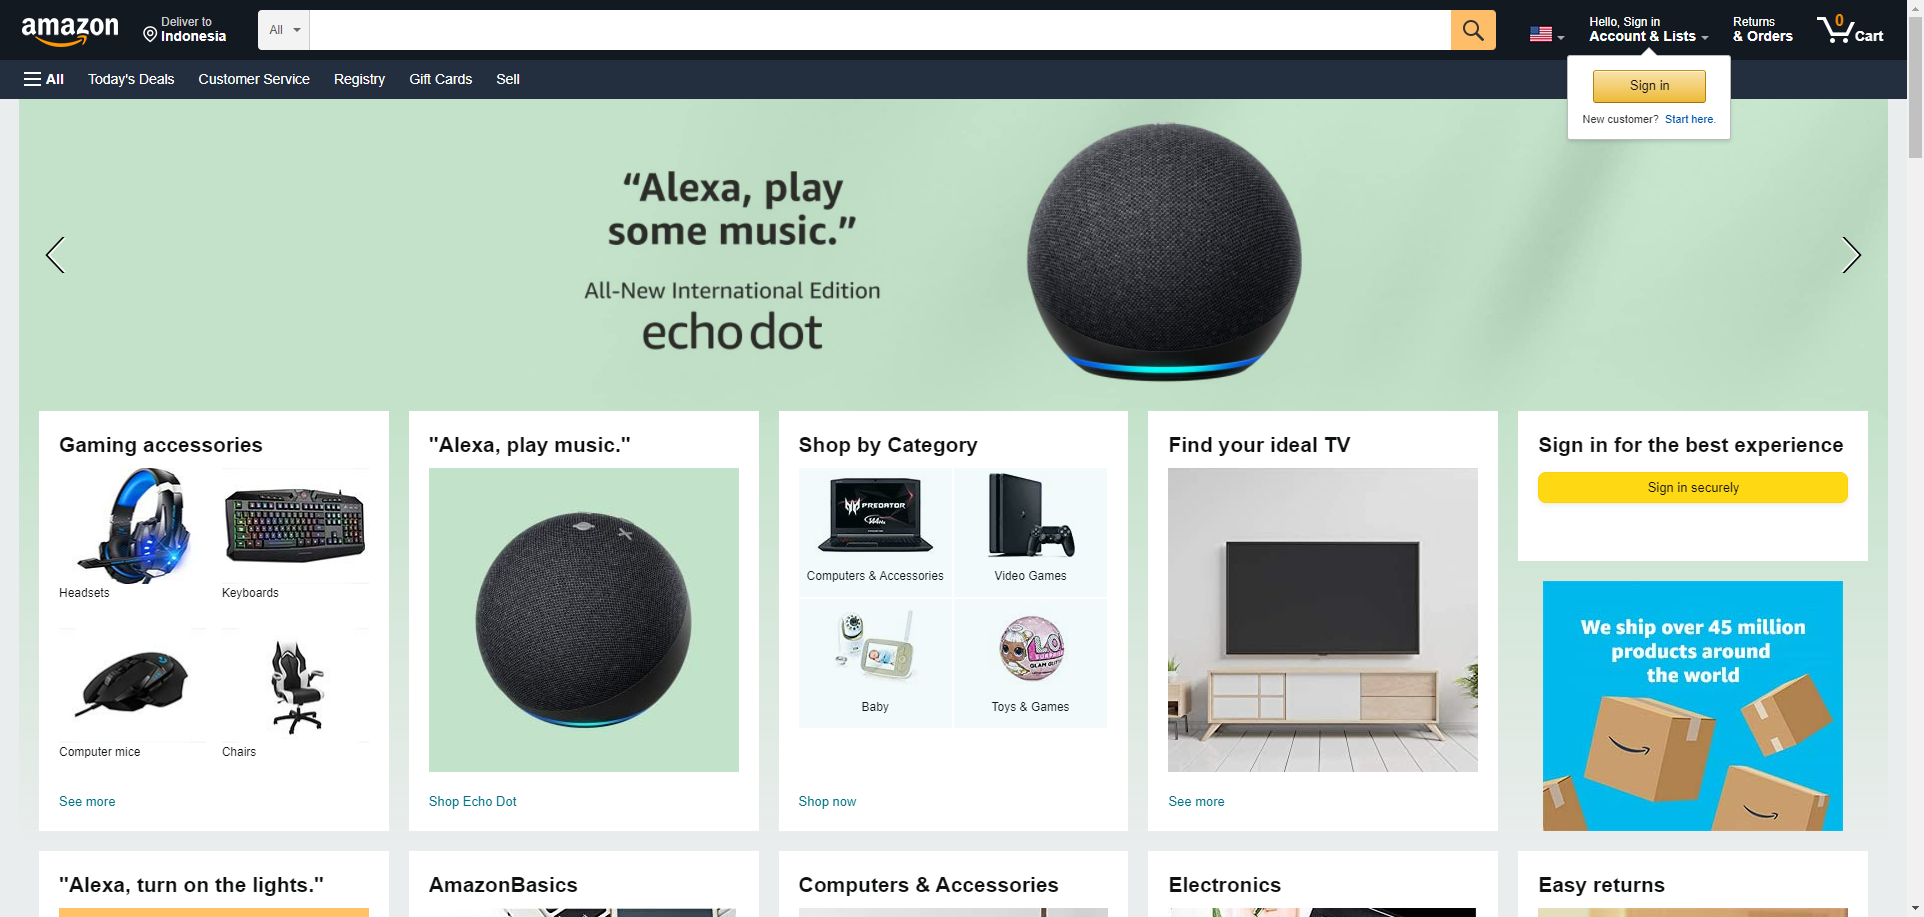 amazon
Deliver to
Indonesia
All
Hello, Sign in
Account & Lists
Returns
& Orders
0
Cart
All
Today's Deals
Customer Service
Registry
Gift Cards
Sell
Sign in
New customer? Start here.
“Alexa, play
some music.”
All-New International Edition
echo dot
Gaming accessories
Headsets
Keyboards
Computer mice
Chairs
See more
"Alexa, play music."
Shop Echo Dot
Shop by Category
PREDATOR
Computers & Accessories
Video Games
Baby
Toys & Games
Shop now
Find your ideal TV
See more
Sign in for the best experience
Sign in securely
We ship over 45 million
products around
the world
"Alexa, turn on the lights."
AmazonBasics
Computers & Accessories
Electronics
Easy returns